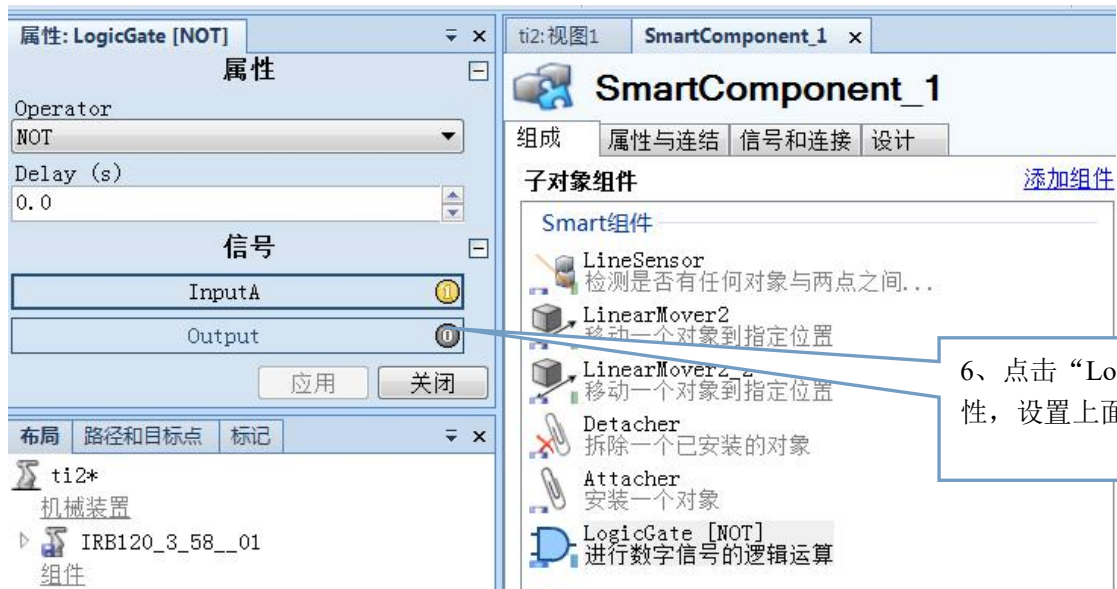 属性: LogicGate [NOT]
属性
Operator
NOT
Delay (s)
0.0
信号
InputA
1
Output
0
应用
关闭
布局
路径和目标点
标记
ti2*
机械装置
IRB120_3_58__01
组件
ti2:视图1
SmartComponent_1
SmartComponent_1
组成
属性与连结
信号和连接
设计
子对象组件
添加组件
Smart组件
LineSensor
检测是否有任何对象与两点之间...
LinearMover2
移动一个对象到指定位置
LinearMover2_2
移动一个对象到指定位置
Detacher
拆除一个已安装的对象
Attacher
安装一个对象
LogicGate [NOT]
进行数字信号的逻辑运算
6、点击“Lo
性，设置上面